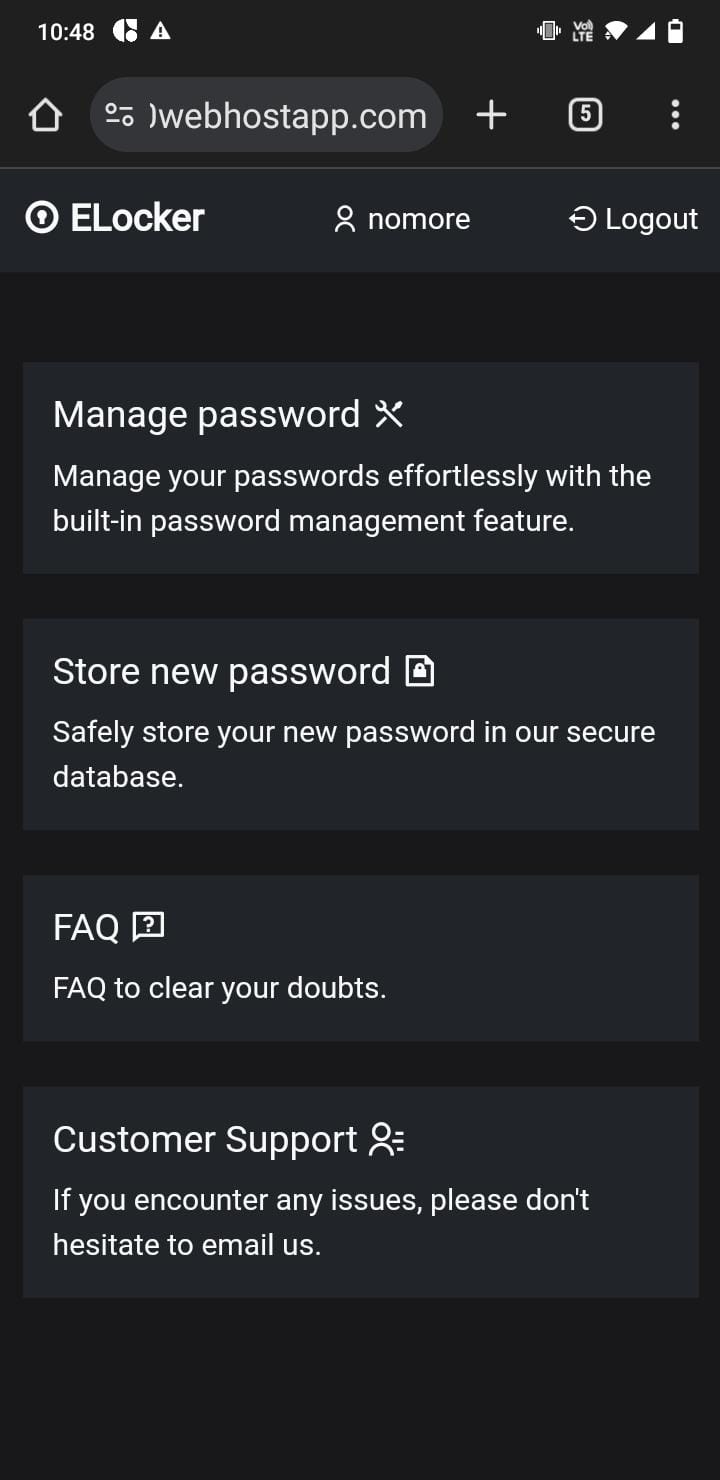 10:48
Vo) LTE
webhostapp.com
5
ELocker
nomore
Logout
Manage password
Manage your passwords effortlessly with the
built-in password management feature.
Store new password
Safely store your new password in our secure
database.
FAQ
FAQ to clear your doubts.
Customer Support
If you encounter any issues, please don't
hesitate to email us.